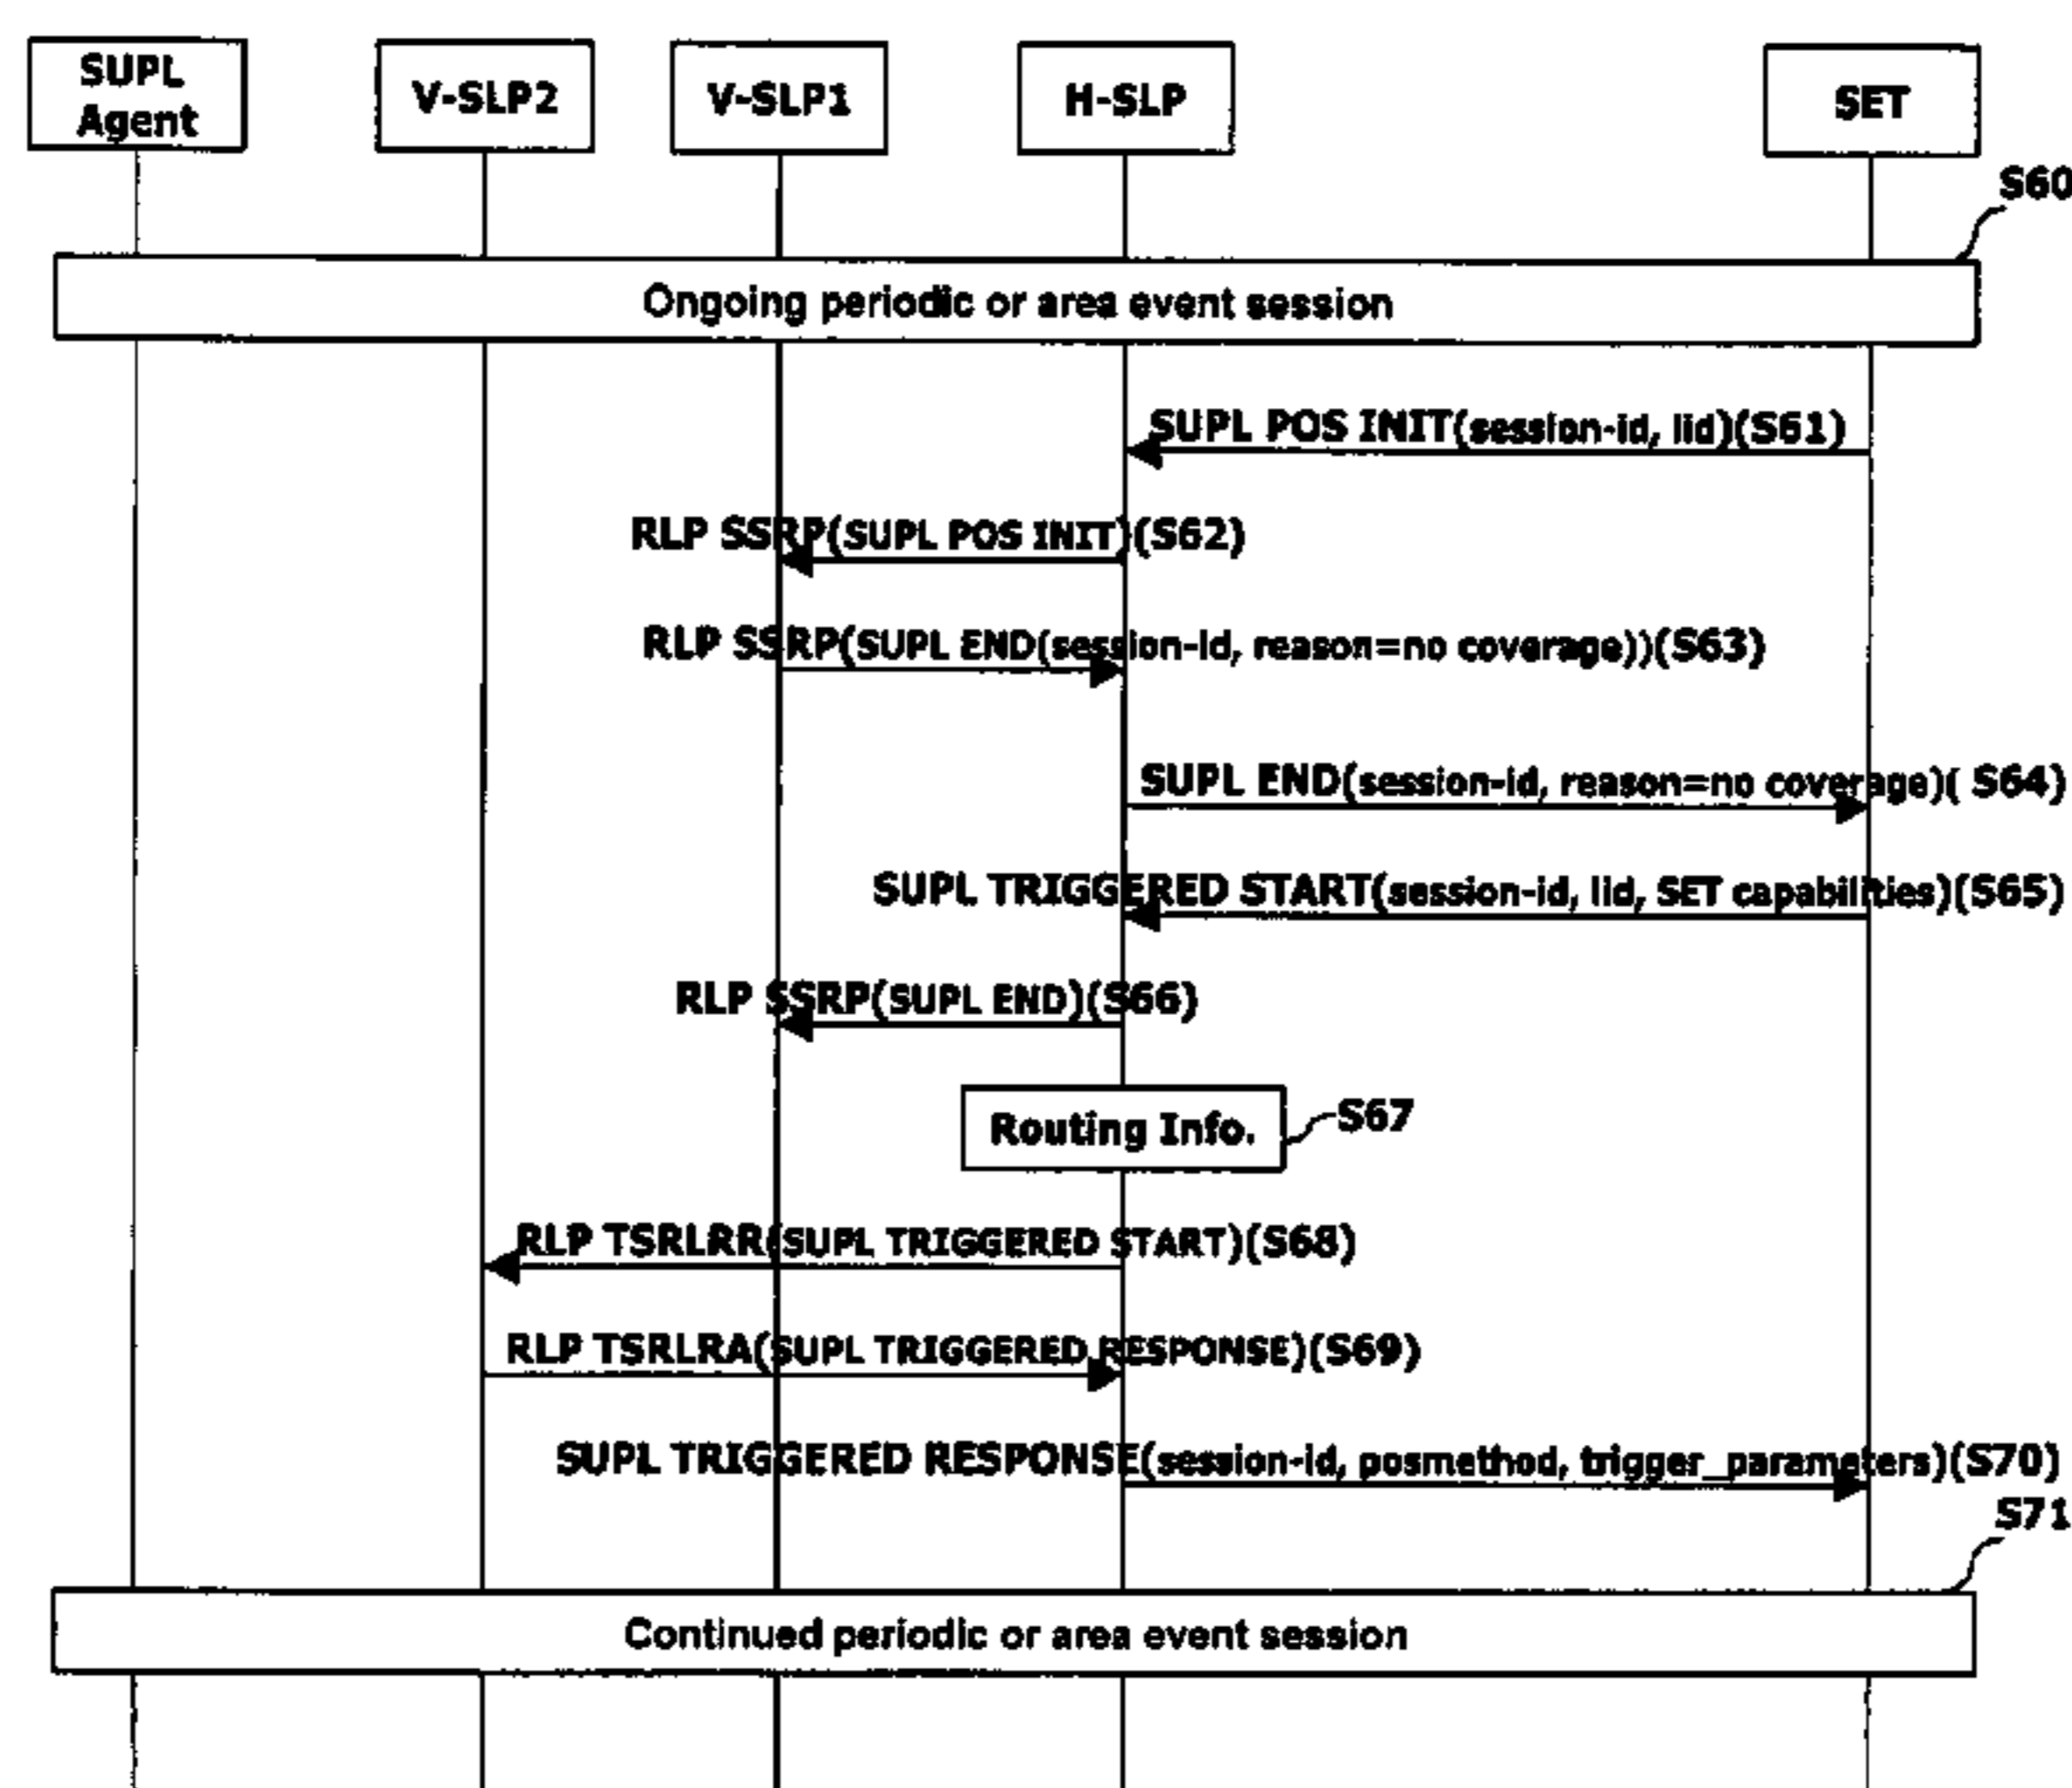 SUPL
Agent
V-SLP2
V-SLP1
H-SLP
SET
S60
Ongoing periodic or area event session
SUPL POS INIT(session-id, lid)(S61)
RLP SSRP(SUPL POS INIT)(S62)
RLP SSRP(SUPL END(session-id, reason=no coverage))(S63)
SUPL END(session-id, reason=no coverage)( S64)
SUPL TRIGGERED START(session-id, lid, SET capabilities)(S65)
RLP SSRP(SUPL END)(S66)
Routing Info.
S67
RLP TSRLRR(SUPL TRIGGERED START)(S68)
RLP TSRLRA(SUPL TRIGGERED RESPONSE)(S69)
SUPL TRIGGERED RESPONSE(session-id, posmethod, trigger_parameters)(S70)
S71
Continued periodic or area event session